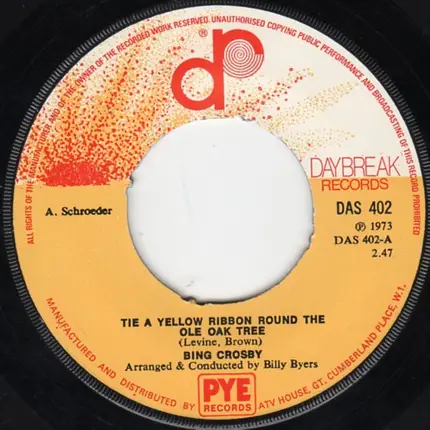 ALL RIGHTS OF THE MANUFACTURER AND OF THE OWNER OF THE RECORDED WORK RESERVED. UNAUTHORISED COPYING PUBLIC PERFORMANCE AND BROADCASTING OF THIS RECORD PROHIBITED
®
DAYBREAK
RECORDS
A. Schroeder
DAS 402
Ⓟ 1973
DAS 402-A
2.47
TIE A YELLOW RIBBON ROUND THE
OLE OAK TREE
(Levine, Brown)
BING CROSBY
Arranged & Conducted by Billy Byers
PYE
RECORDS
MANUFACTURED AND DISTRIBUTED BY
ATV HOUSE, GT. CUMBERLAND PLACE, W.1.